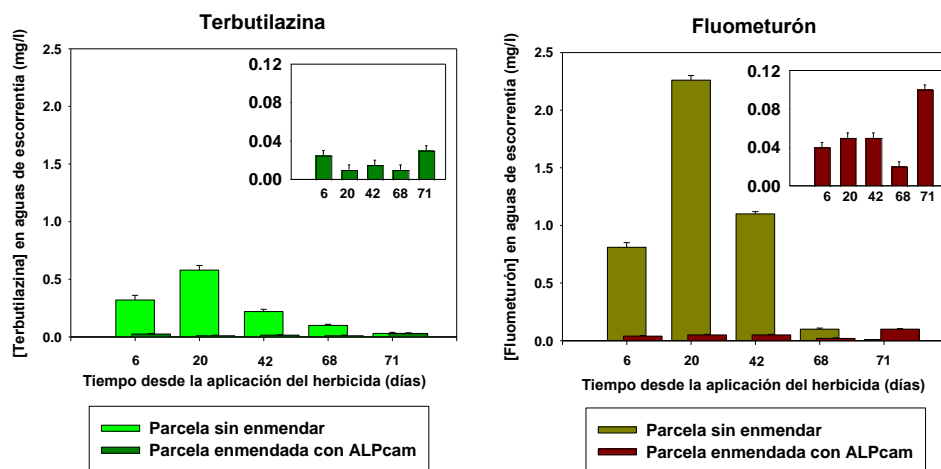 Terbutilazina
[Terbutilazina] en aguas de escorrentía (mg/l)
2.5
2.0
1.5
1.0
0.5
0.0
0.12
0.08
0.04
0.00
6 20 42 68 71
6 20 42 68 71
Tiempo desde la aplicación del herbicida (días)
Parcela sin enmendar
Parcela enmendada con ALPcam
Fluometurón
[Fluometurón] en aguas de escorrentía (mg/l)
2.5
2.0
1.5
1.0
0.5
0.0
0.12
0.08
0.04
0.00
6 20 42 68 71
6 20 42 68 71
Tiempo desde la aplicación del herbicida (días)
Parcela sin enmendar
Parcela enmendada con ALPcam